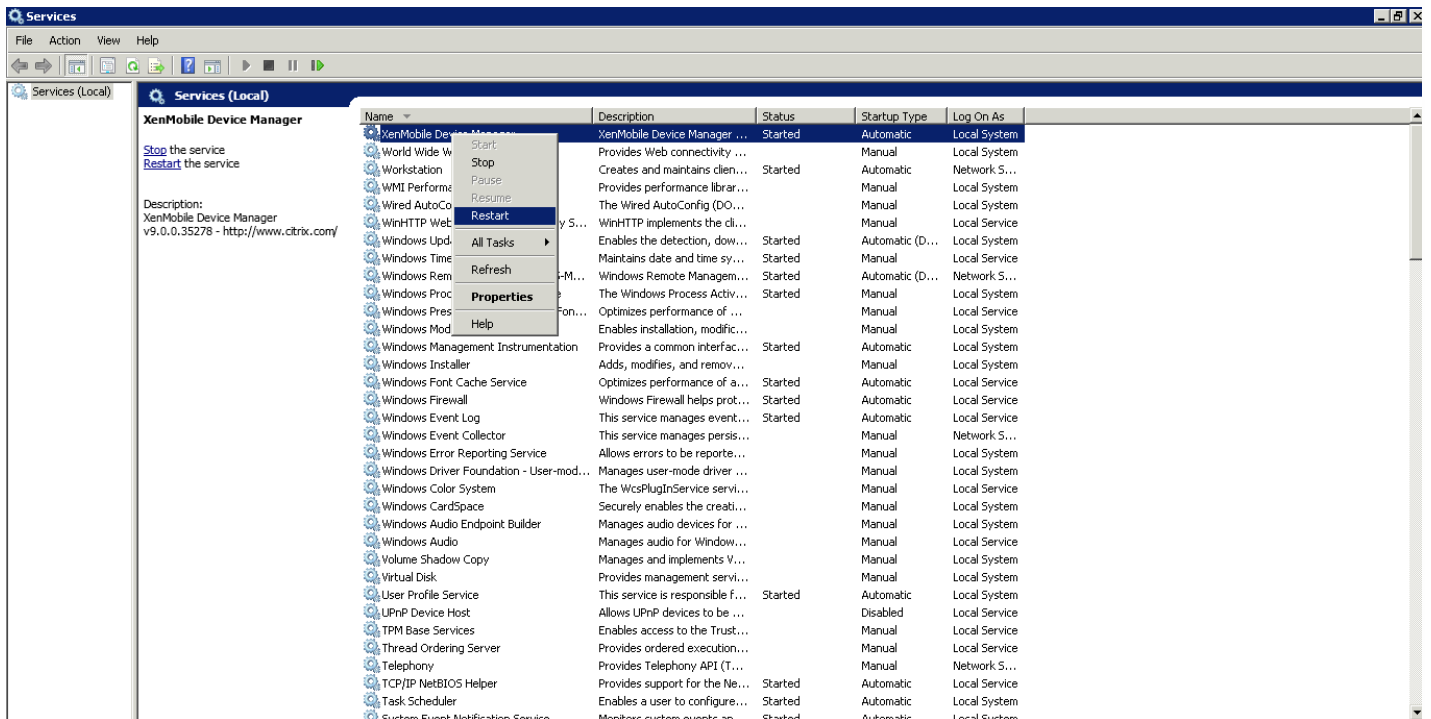 Services
File Action View Help
Services (Local)
Services (Local)
XenMobile Device Manager
Stop the service
Restart the service
Description:
XenMobile Device Manager
v9.0.0.35278 - http://www.citrix.com/
Name Description Status Startup Type Log On As
XenMobile Device Manager XenMobile Device Manager ... Started Automatic Local System
World Wide W Provides Web connectivity ... Manual Local System
Workstation Creates and maintains clien... Started Automatic Network S...
WMI Performa Provides performance librar... Manual Local System
Wired AutoCo The Wired AutoConfig (DO... Manual Local System
WinHTTP Web y S... WinHTTP implements the cli... Manual Local Service
Windows Upd Enables the detection, dow... Started Automatic (D... Local System
Windows Time Maintains date and time sy... Started Manual Local Service
Windows Rem S-M... Windows Remote Managem... Started Automatic (D... Network S...
Windows Proc e The Windows Process Activ... Started Manual Local System
Windows Pres Fon... Optimizes performance of ... Manual Local Service
Windows Mod Enables installation, modific... Manual Local System
Windows Management Instrumentation Provides a common interfac... Started Automatic Local System
Windows Installer Adds, modifies, and remov... Manual Local System
Windows Font Cache Service Optimizes performance of a... Started Automatic Local Service
Windows Firewall Windows Firewall helps prot... Started Automatic Local Service
Windows Event Log This service manages event... Started Automatic Local Service
Windows Event Collector This service manages persis... Manual Network S...
Windows Error Reporting Service Allows errors to be reporte... Manual Local System
Windows Driver Foundation - User-mod... Manages user-mode driver ... Manual Local System
Windows Color System The WcsPlugInService servi... Manual Local Service
Windows CardSpace Securely enables the creati... Manual Local System
Windows Audio Endpoint Builder Manages audio devices for ... Manual Local System
Windows Audio Manages audio for Window... Manual Local Service
Volume Shadow Copy Manages and implements V... Manual Local System
Virtual Disk Provides management servi... Manual Local System
User Profile Service This service is responsible f... Started Automatic Local System
UPnP Device Host Allows UPnP devices to be ... Disabled Local Service
TPM Base Services Enables access to the Trust... Manual Local Service
Thread Ordering Server Provides ordered execution... Manual Local Service
Telephony Provides Telephony API (T... Manual Network S...
TCP/IP NetBIOS Helper Provides support for the Ne... Started Automatic Local Service
Task Scheduler Enables a user to configure... Started Automatic Local System
System Event Notification Service Monitors system events an... Started Automatic Local System
Start
Stop
Pause
Resume
Restart
All Tasks
Refresh
Properties
Help